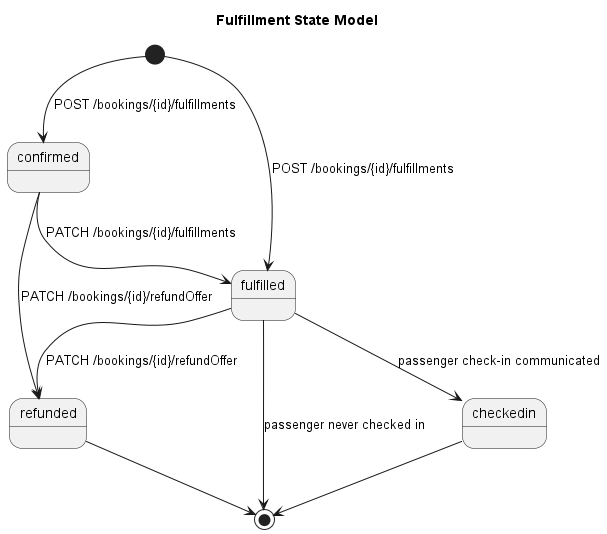 Fulfillment State Model
POST /bookings/{id}/fulfillments
confirmed
POST /bookings/{id}/fulfillments
PATCH /bookings/{id}/fulfillments
fulfilled
PATCH /bookings/{id}/refundOffer
PATCH /bookings/{id}/refundOffer
passenger check-in communicated
refunded
checkedin
passenger never checked in